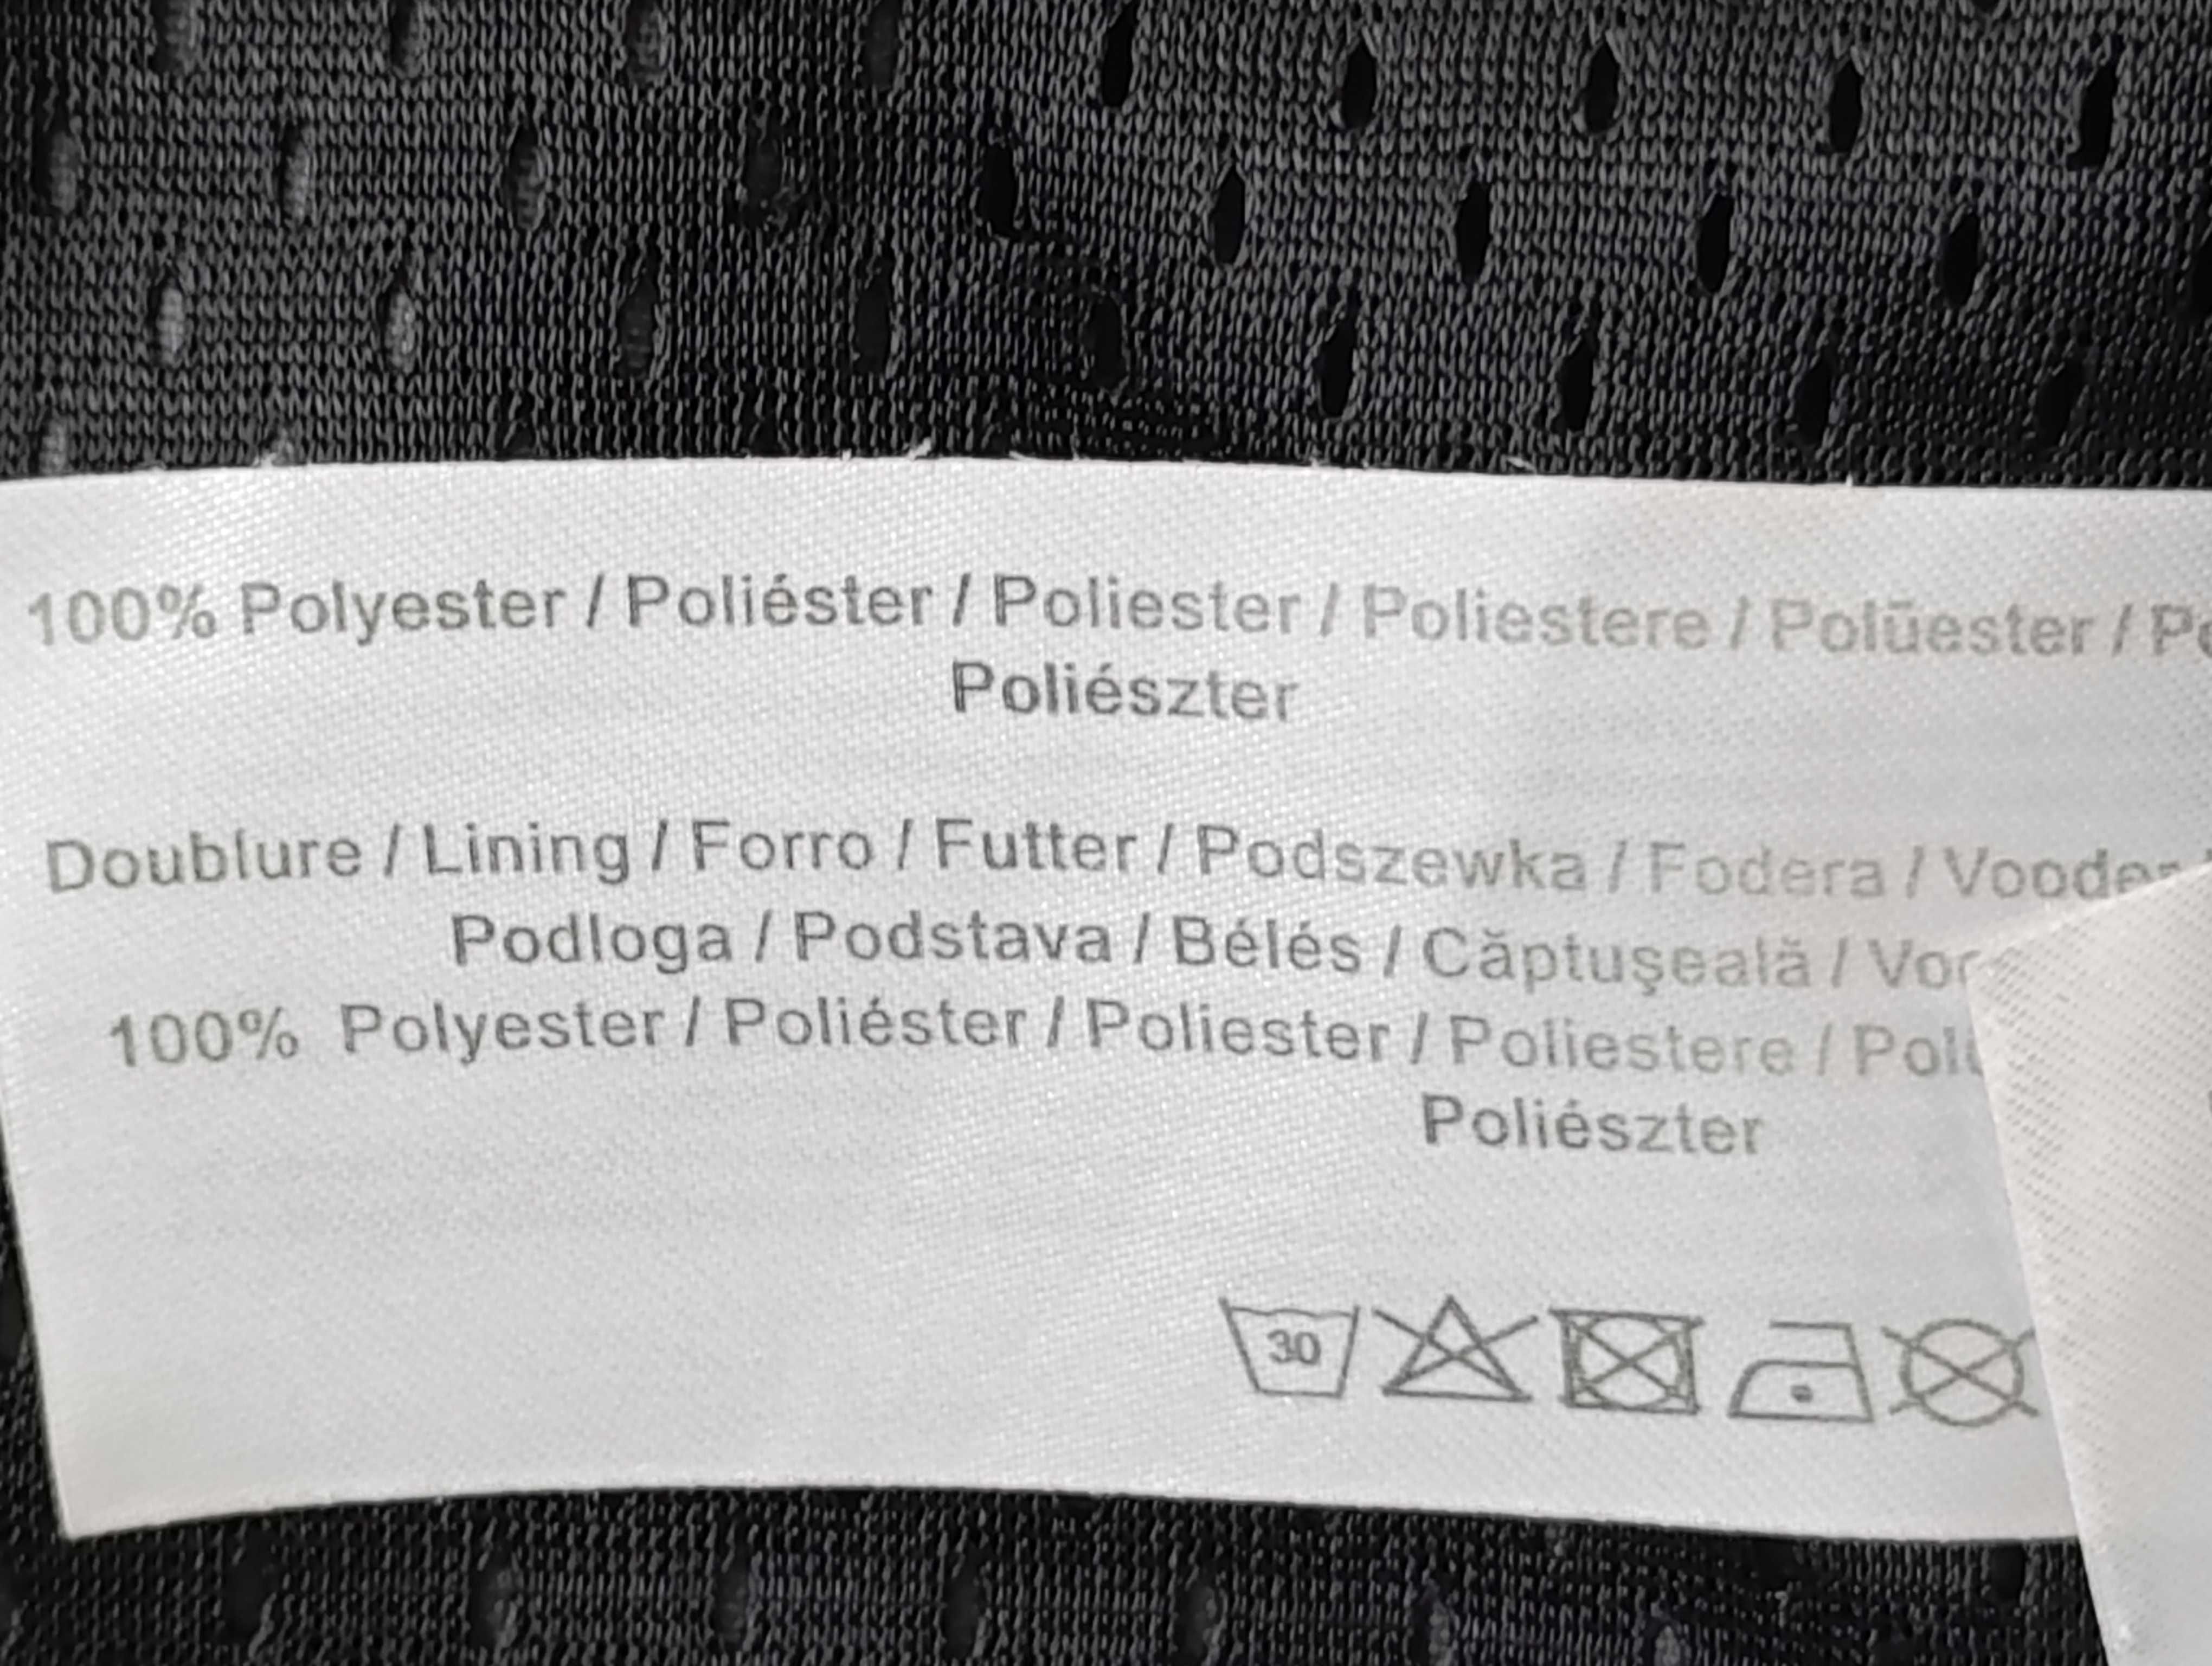 100% Polyester / Poliéster / Poliester / Poliestere / Polüester /
Poliészter
Doublure / Lining / Forro / Futter / Podszewka / Fodera /
Podloga / Podstava / Bélés / Căptuşeală /
100% Polyester / Poliéster / Poliester / Poliestere /
Poliészter
30